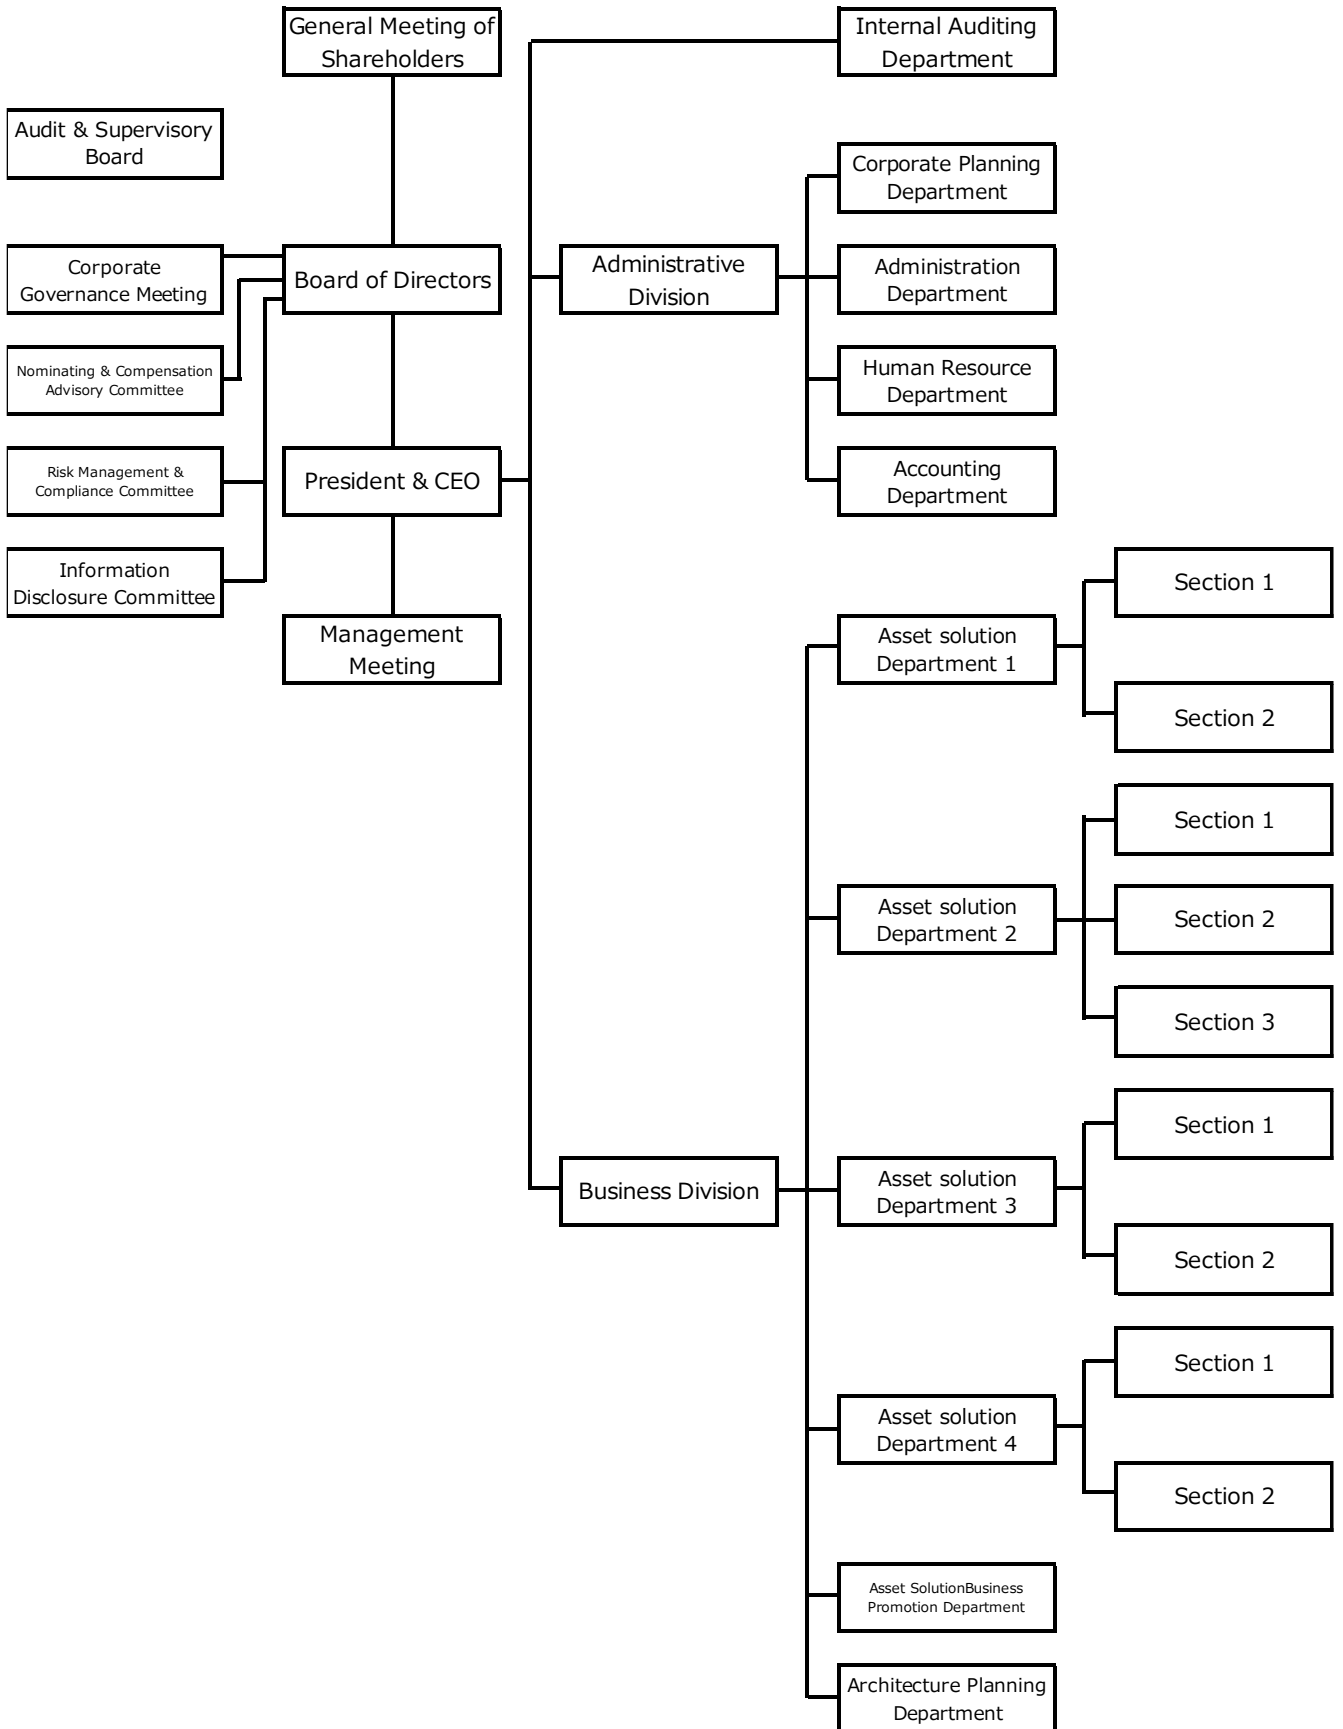 General Meeting of
Shareholders
Internal Auditing
Department
Audit & Supervisory
Board
Corporate Planning
Department
Corporate
Governance Meeting
Board of Directors
Administrative
Division
Administration
Department
Nominating & Compensation
Advisory Committee
Human Resource
Department
Risk Management &
Compliance Committee
President & CEO
Accounting
Department
Information
Disclosure Committee
Section 1
Management
Meeting
Asset solution
Department 1
Section 2
Section 1
Asset solution
Department 2
Section 2
Section 3
Section 1
Business Division
Asset solution
Department 3
Section 2
Section 1
Asset solution
Department 4
Section 2
Asset SolutionBusiness
Promotion Department
Architecture Planning
Department